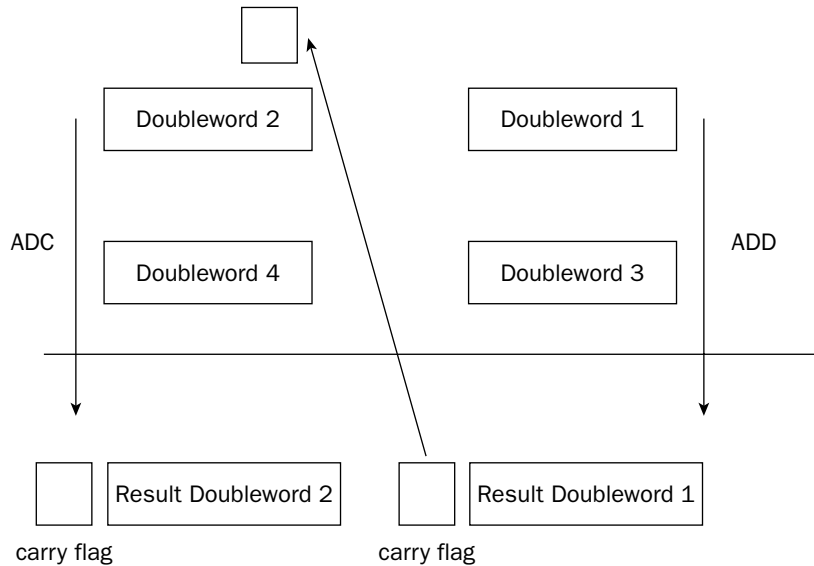 Doubleword 2
Doubleword 1
ADC
ADD
Doubleword 4
Doubleword 3
Result Doubleword 2
Result Doubleword 1
carry flag
carry flag